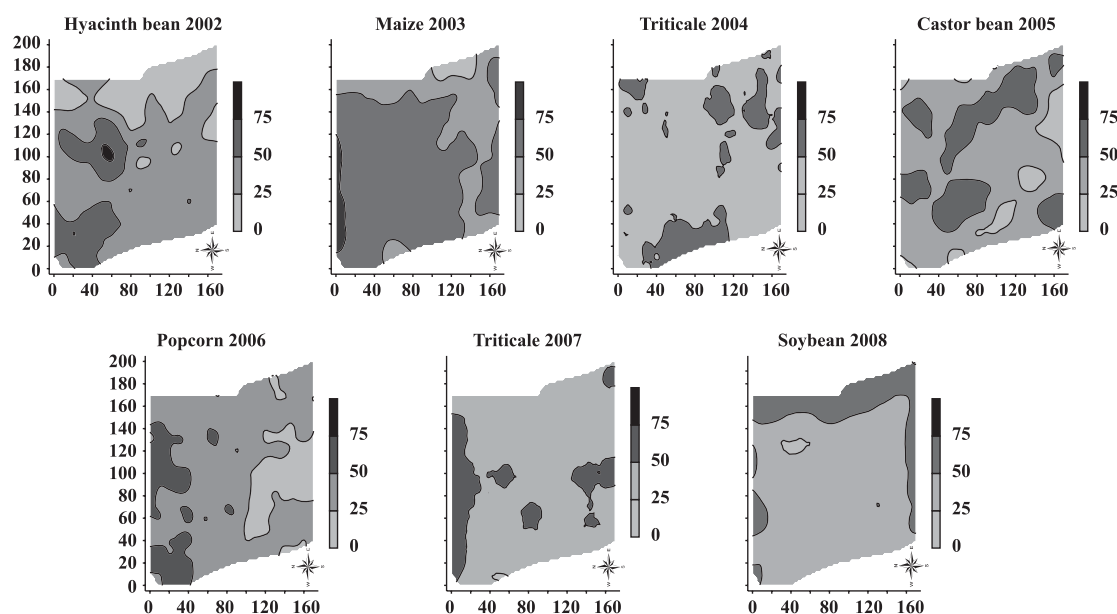 Hyacinth bean 2002
Maize 2003
Triticale 2004
Castor bean 2005
200
180
160
140
120
100
80
60
40
20
0
75
50
25
0
75
50
25
0
75
50
25
0
75
50
25
0
N
E
S
W
N
E
S
W
N
E
S
W
N
E
S
W
0 40 80 120 160
0 40 80 120 160
0 40 80 120 160
0 40 80 120 160
Popcorn 2006
Triticale 2007
Soybean 2008
200
180
160
140
120
100
80
60
40
20
0
75
50
25
0
75
50
25
0
75
50
25
0
N
E
S
W
N
E
S
W
N
E
S
W
0 40 80 120 160
0 40 80 120 160
0 40 80 120 160